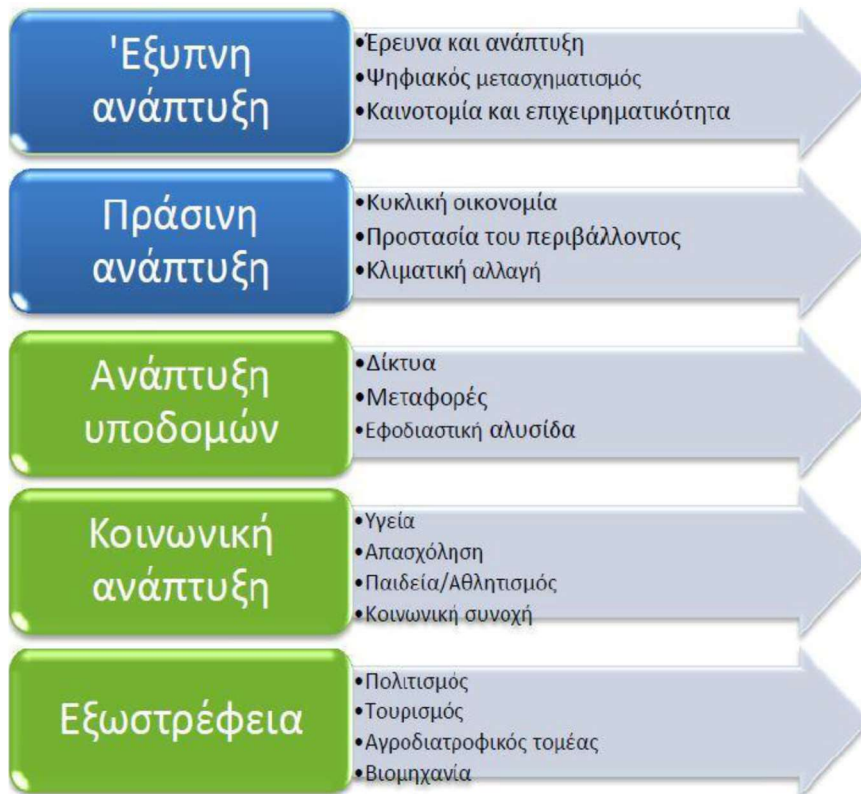 'Εξυπνη
ανάπτυξη
•Έρευνα και ανάπτυξη
•Ψηφιακός μετασχηματισμός
•Καινοτομία και επιχειρηματικότητα
Πράσινη
ανάπτυξη
•Κυκλική οικονομία
•Προστασία του περιβάλλοντος
•Κλιματική αλλαγή
Ανάπτυξη
υποδομών
•Δίκτυα
•Μεταφορές
•Εφοδιαστική αλυσίδα
Κοινωνική
ανάπτυξη
•Υγεία
•Απασχόληση
•Παιδεία/Αθλητισμός
•Κοινωνική συνοχή
Εξωστρέφεια
•Πολιτισμός
•Τουρισμός
•Αγροδιατροφικός τομέας
•Βιομηχανία